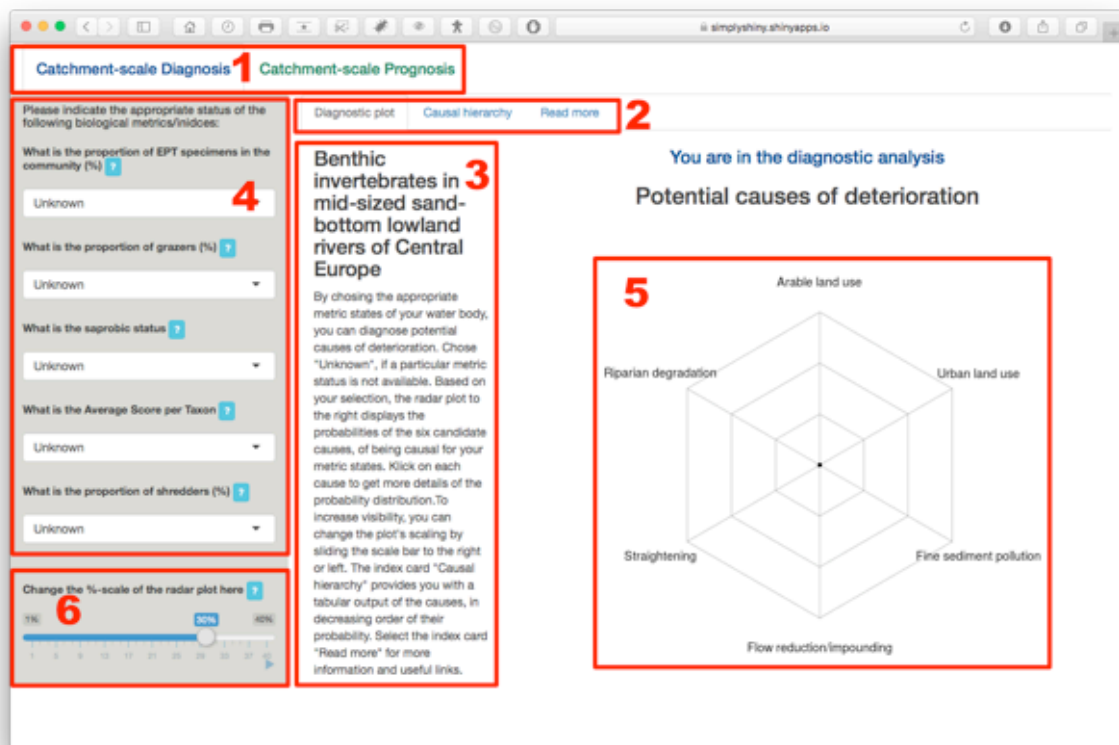 simplyshiny.shinyapps.io
Catchment-scale Diagnosis
1
Catchment-scale Prognosis
Please indicate the appropriate status of the
following biological metrics/inidces:
What is the proportion of EPT specimens in the
community (%) ?
Unknown
4
What is the proportion of grazers (%) ?
Unknown
What is the saprobic status ?
Unknown
What is the Average Score per Taxon ?
Unknown
What is the proportion of shredders (%) ?
Unknown
Change the %-scale of the radar plot here ?
6
1% 30% 40%
1 5 9 13 17 21 25 29 33 37 40
Diagnostic plot Causal hierarchy Read more
2
Benthic
invertebrates in
mid-sized sand-
bottom lowland
rivers of Central
Europe
3
By chosing the appropriate
metric states of your water body,
you can diagnose potential
causes of deterioration. Chose
"Unknown", if a particular metric
status is not available. Based on
your selection, the radar plot to
the right displays the
probabilities of the six candidate
causes, of being causal for your
metric states. Klick on each
cause to get more details of the
probability distribution.To
increase visibility, you can
change the plot's scaling by
sliding the scale bar to the right
or left. The index card "Causal
hierarchy" provides you with a
tabular output of the causes, in
decreasing order of their
probability. Select the index card
"Read more" for more
information and useful links.
You are in the diagnostic analysis
Potential causes of deterioration
5
Arable land use
Riparian degradation
Urban land use
Straightening
Fine sediment pollution
Flow reduction/impounding